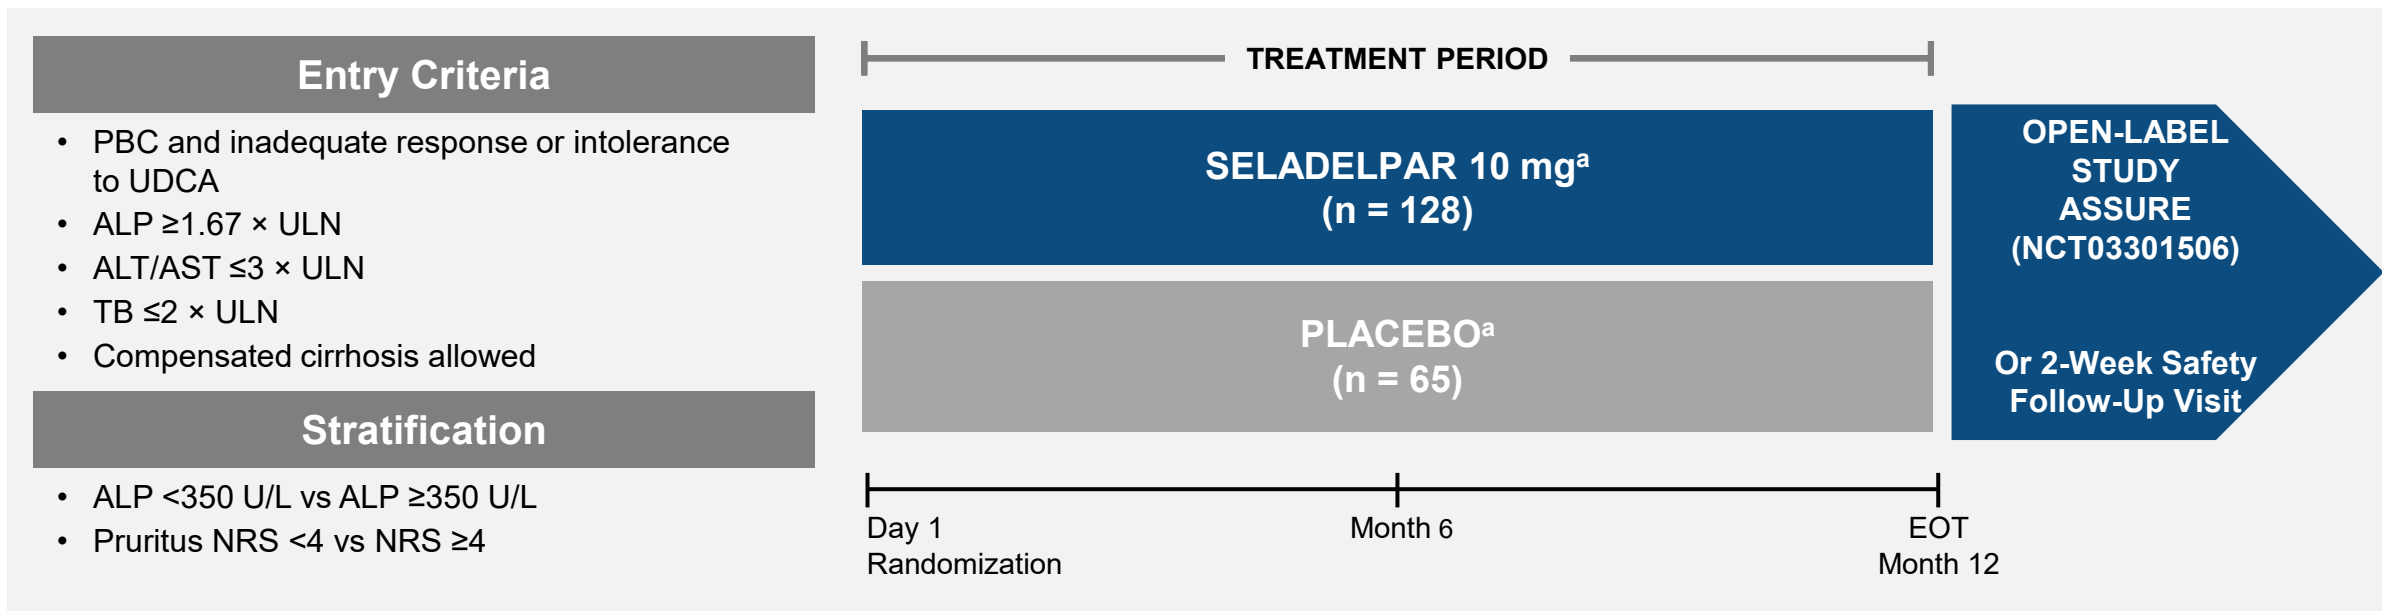 Entry Criteria
• PBC and inadequate response or intolerance
to UDCA
• ALP ≥1.67 × ULN
• ALT/AST ≤3 × ULN
• TB ≤2 × ULN
• Compensated cirrhosis allowed
Stratification
• ALP <350 U/L vs ALP ≥350 U/L
• Pruritus NRS <4 vs NRS ≥4
TREATMENT PERIOD
SELADELPAR 10 mgᵃ
(n = 128)
PLACEBOᵃ
(n = 65)
OPEN-LABEL
STUDY
ASSURE
(NCT03301506)
Or 2-Week Safety
Follow-Up Visit
Day 1
Randomization
Month 6
EOT
Month 12